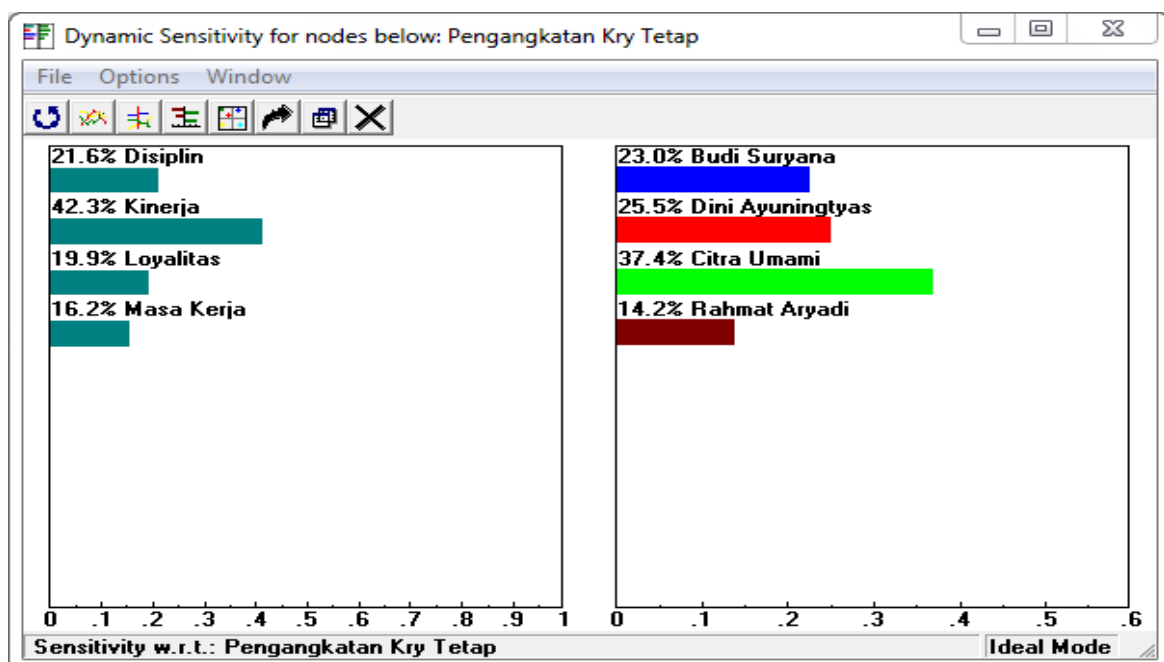 Dynamic Sensitivity for nodes below: Pengangkatan Kry Tetap
File Options Window
21.6% Disiplin
42.3% Kinerja
19.9% Loyalitas
16.2% Masa Kerja
0 .1 .2 .3 .4 .5 .6 .7 .8 .9 1
23.0% Budi Suryana
25.5% Dini Ayuningtyas
37.4% Citra Umami
14.2% Rahmat Aryadi
0 .1 .2 .3 .4 .5 .6
Sensitivity w.r.t.: Pengangkatan Kry Tetap
Ideal Mode